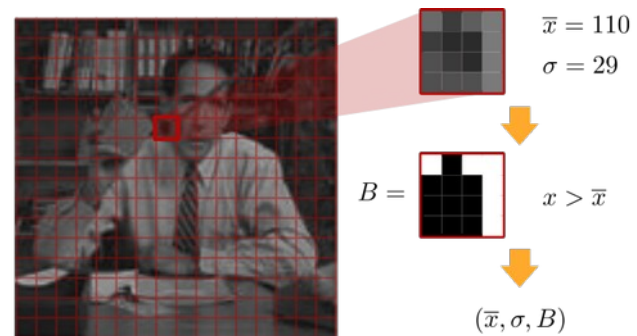 x̅ = 110
σ = 29
B =
x > x̅
(x̅, σ, B)